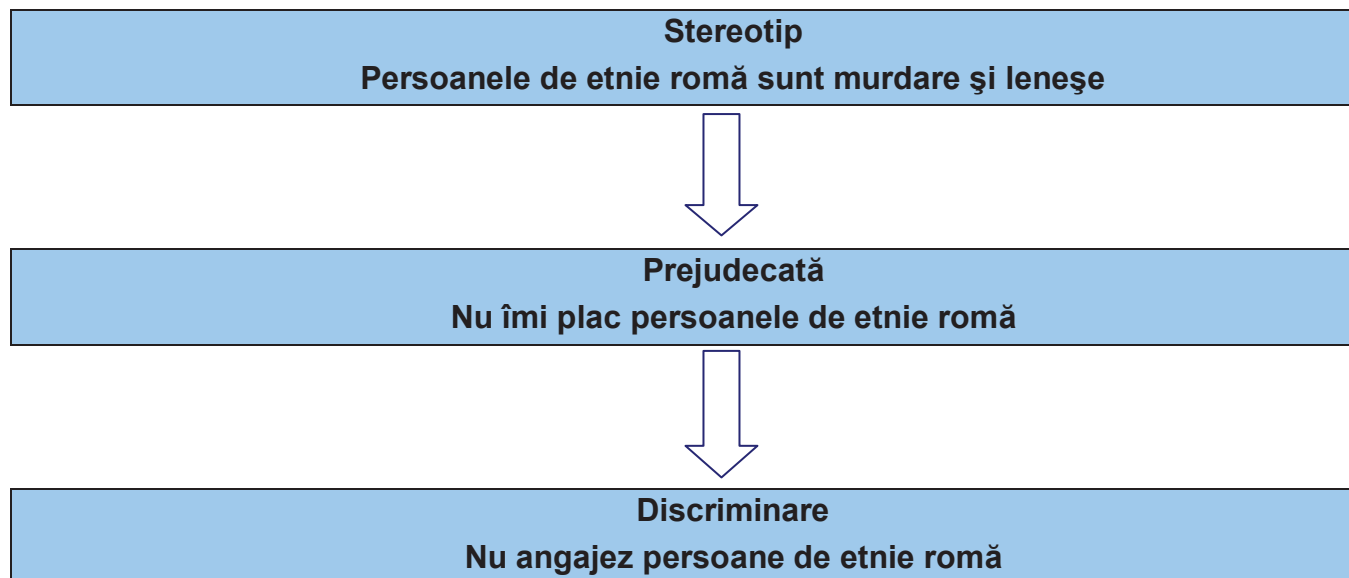 Stereotip
Persoanele de etnie romă sunt murdare şi leneşe
Prejudecată
Nu îmi plac persoanele de etnie romă
Discriminare
Nu angajez persoane de etnie romă